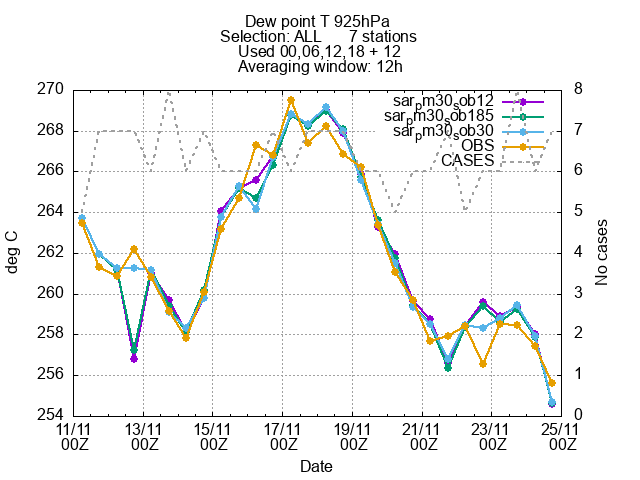 Dew point T 925hPa
Selection: ALL 7 stations
Used 00,06,12,18 + 12
Averaging window: 12h
270
268
266
264
262
260
258
256
254
8
7
6
5
4
3
2
1
0
sarpm30sob12
sarpm30sob185
sarpm30sob30
OBS
CASES
deg C
No cases
11/11 13/11 15/11 17/11 19/11 21/11 23/11 25/11
00Z 00Z 00Z 00Z 00Z 00Z 00Z 00Z
Date